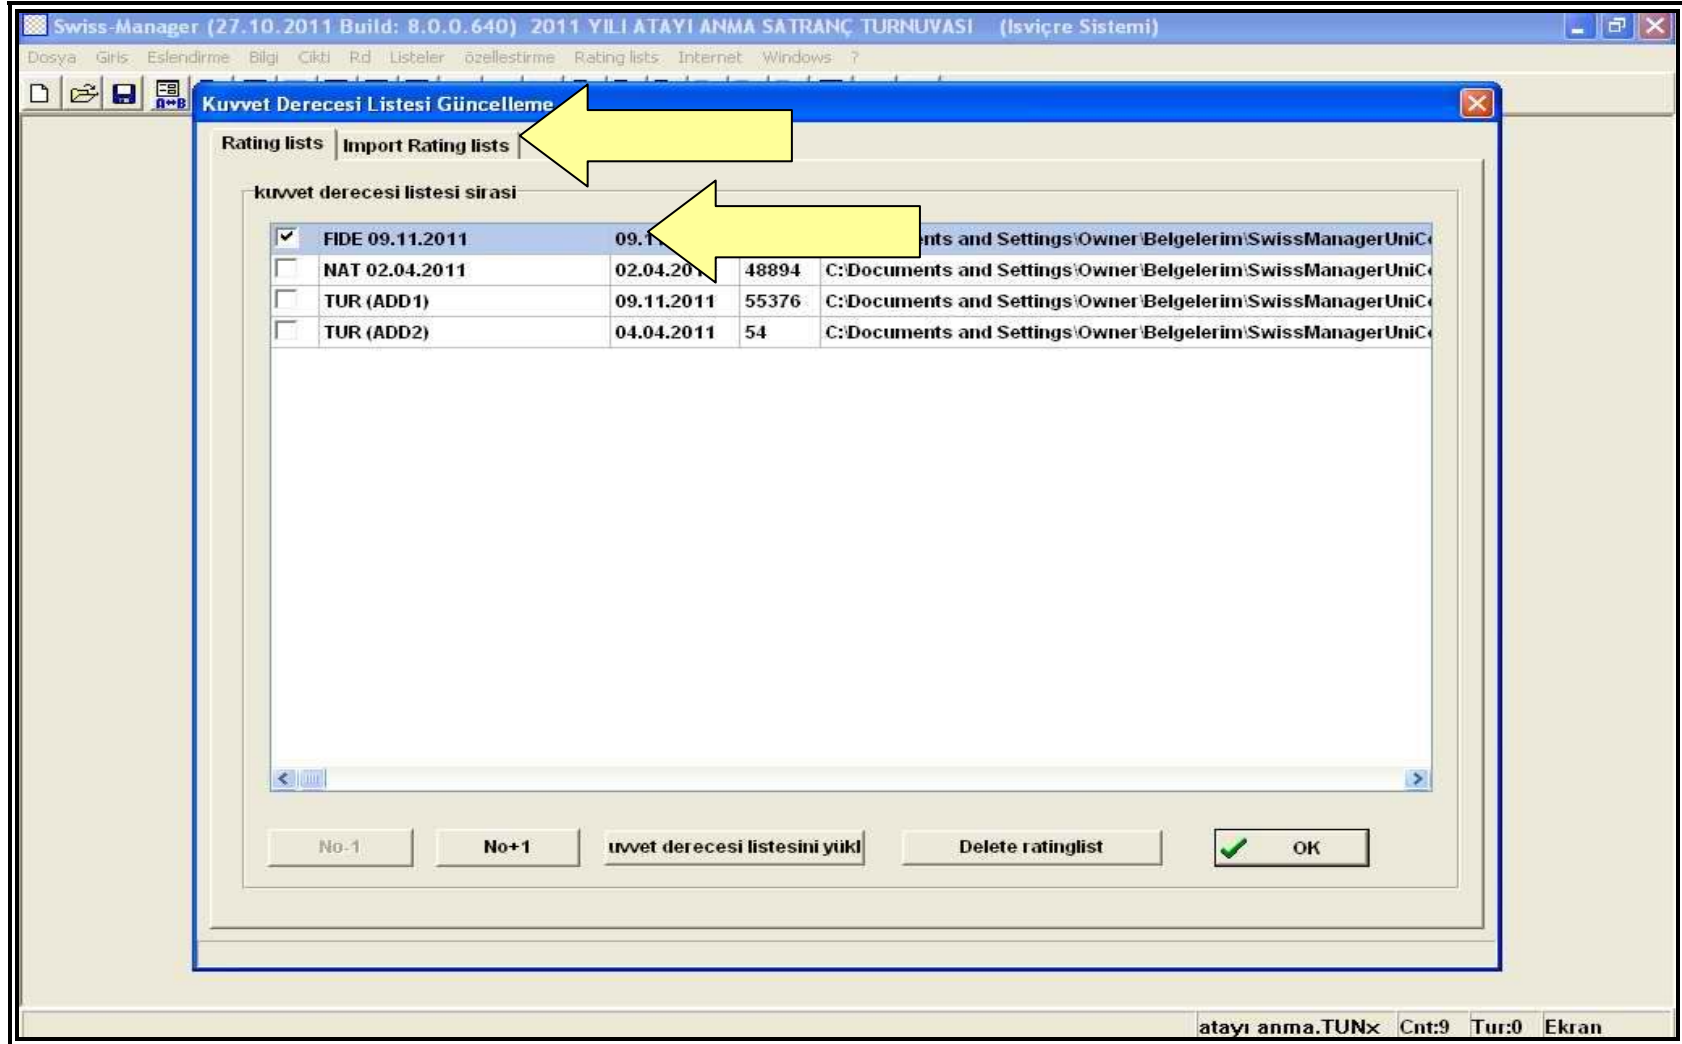 Swiss-Manager (27.10.2011 Build: 8.0.0.640) 2011 YILI ATAYI ANMA SATRANÇ TURNUVASI (Isviçre Sistemi)
Dosya Giris Eslendirme Bilgi Cikti Rd Listeler özellestirme Rating lists Internet Windows ?
A↔B
Kuvvet Derecesi Listesi Güncelleme
Rating lists Import Rating lists
kuvvet derecesi listesi sirasi
FIDE 09.11.2011 09.1 nts and Settings\Owner\Belgelerim\SwissManagerUniC
NAT 02.04.2011 02.04.20 48894 C:\Documents and Settings\Owner\Belgelerim\SwissManagerUniC
TUR (ADD1) 09.11.2011 55376 C:\Documents and Settings\Owner\Belgelerim\SwissManagerUniC
TUR (ADD2) 04.04.2011 54 C:\Documents and Settings\Owner\Belgelerim\SwissManagerUniC
No-1 No+1 uvvet derecesi listesini yükl Delete ratinglist OK
atayı anma.TUNx Cnt:9 Tur:0 Ekran